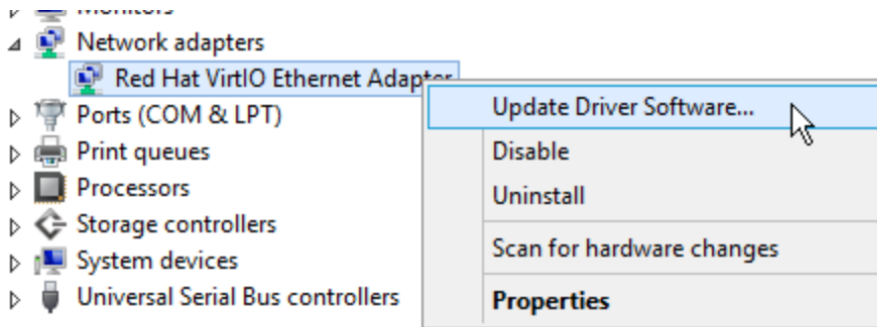 Monitors
Network adapters
Red Hat VirtIO Ethernet Adapter
Update Driver Software...
Ports (COM & LPT)
Disable
Print queues
Uninstall
Processors
Storage controllers
Scan for hardware changes
System devices
Universal Serial Bus controllers
Properties